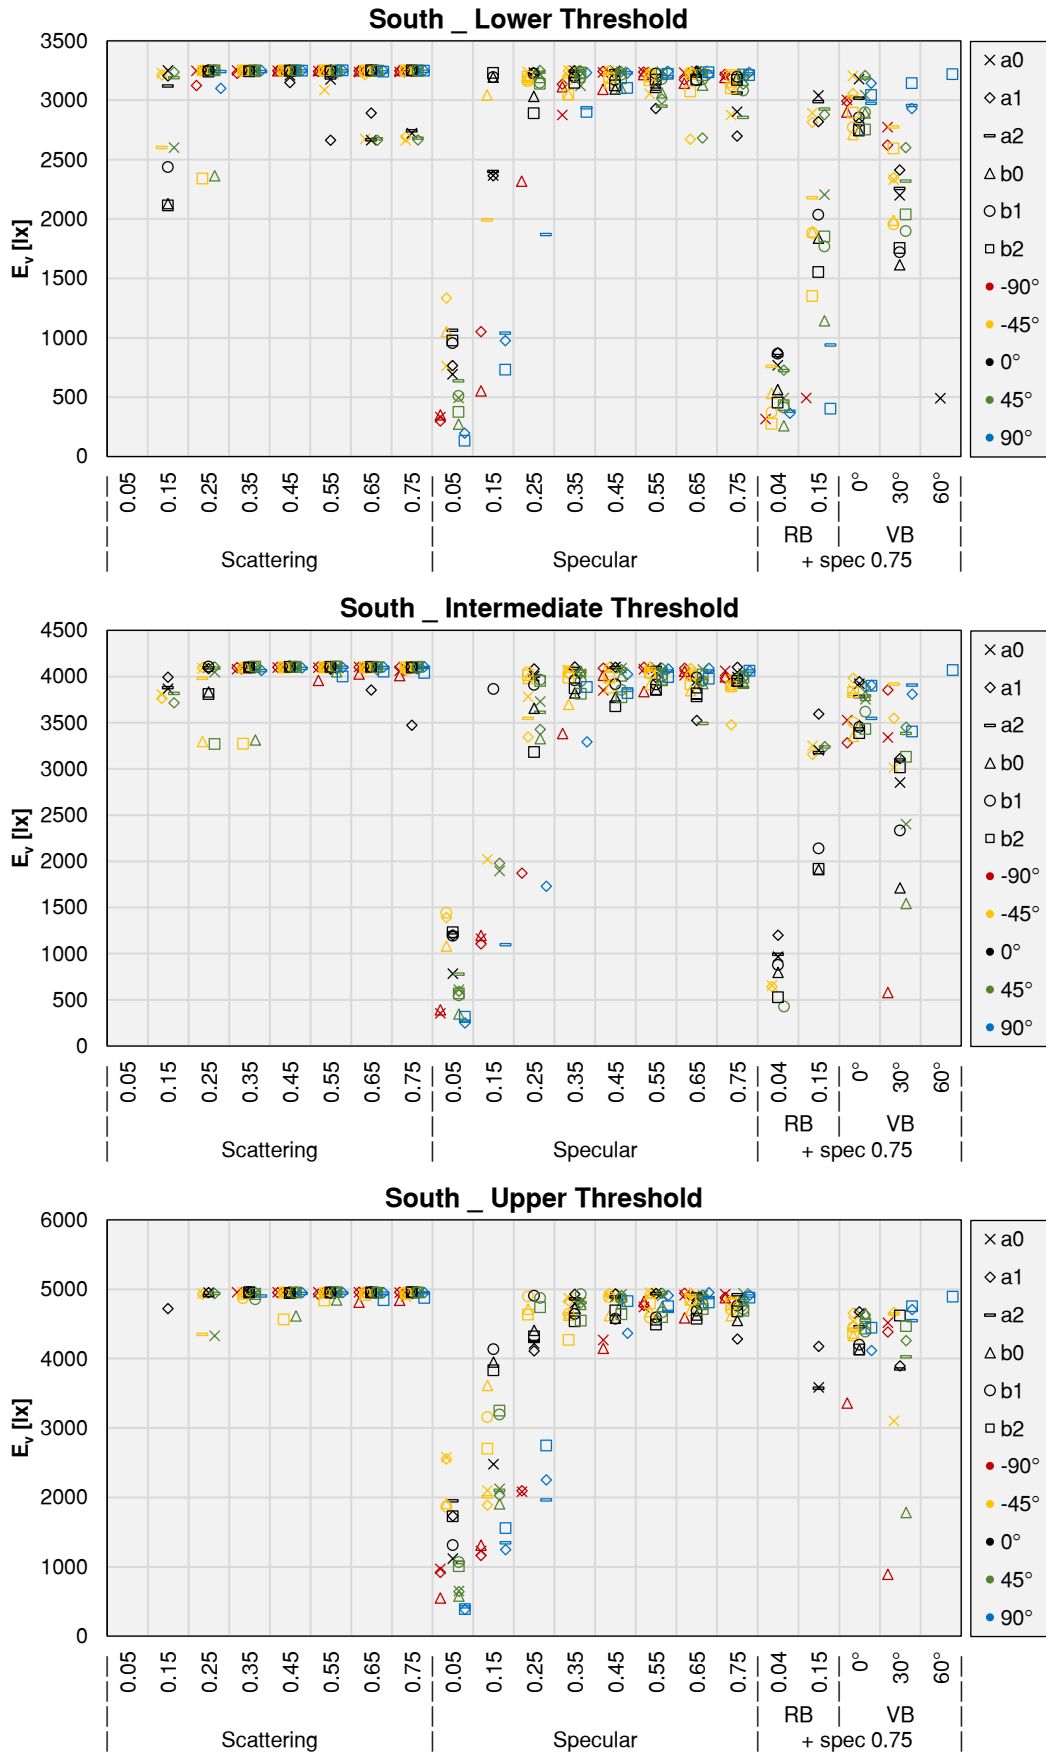 South _ Lower Threshold
3500
3000
2500
2000
1500
1000
500
0
E_v [lx]
a0
a1
a2
b0
b1
b2
-90°
-45°
0°
45°
90°
0.05 0.15 0.25 0.35 0.45 0.55 0.65 0.75 0.05 0.15 0.25 0.35 0.45 0.55 0.65 0.75 0.04 0.15 0° 30° 60°
RB VB
Scattering Specular + spec 0.75
South _ Intermediate Threshold
4500
4000
3500
3000
2500
2000
1500
1000
500
0
E_v [lx]
a0
a1
a2
b0
b1
b2
-90°
-45°
0°
45°
90°
0.05 0.15 0.25 0.35 0.45 0.55 0.65 0.75 0.05 0.15 0.25 0.35 0.45 0.55 0.65 0.75 0.04 0.15 0° 30° 60°
RB VB
Scattering Specular + spec 0.75
South _ Upper Threshold
6000
5000
4000
3000
2000
1000
0
E_v [lx]
a0
a1
a2
b0
b1
b2
-90°
-45°
0°
45°
90°
0.05 0.15 0.25 0.35 0.45 0.55 0.65 0.75 0.05 0.15 0.25 0.35 0.45 0.55 0.65 0.75 0.04 0.15 0° 30° 60°
RB VB
Scattering Specular + spec 0.75